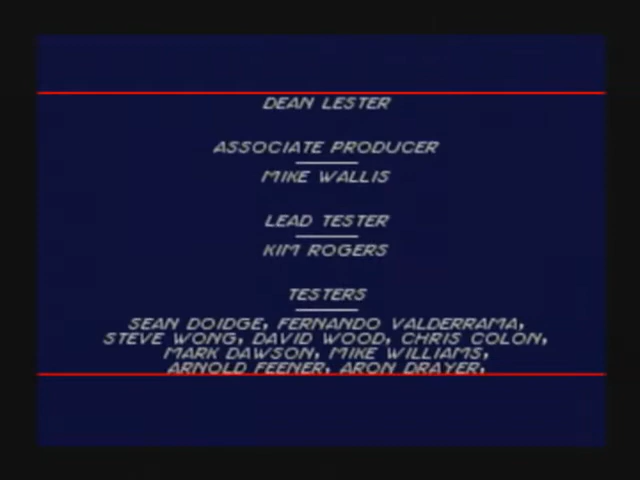 DEAN LESTER
ASSOCIATE PRODUCER
MIKE WALLIS
LEAD TESTER
KIM ROGERS
TESTERS
SEAN DOIDGE, FERNANDO VALDERRAMA,
STEVE WONG, DAVID WOOD, CHRIS COLON,
MARK DAWSON, MIKE WILLIAMS,
ARNOLD FEENER, ARON DRAYER,